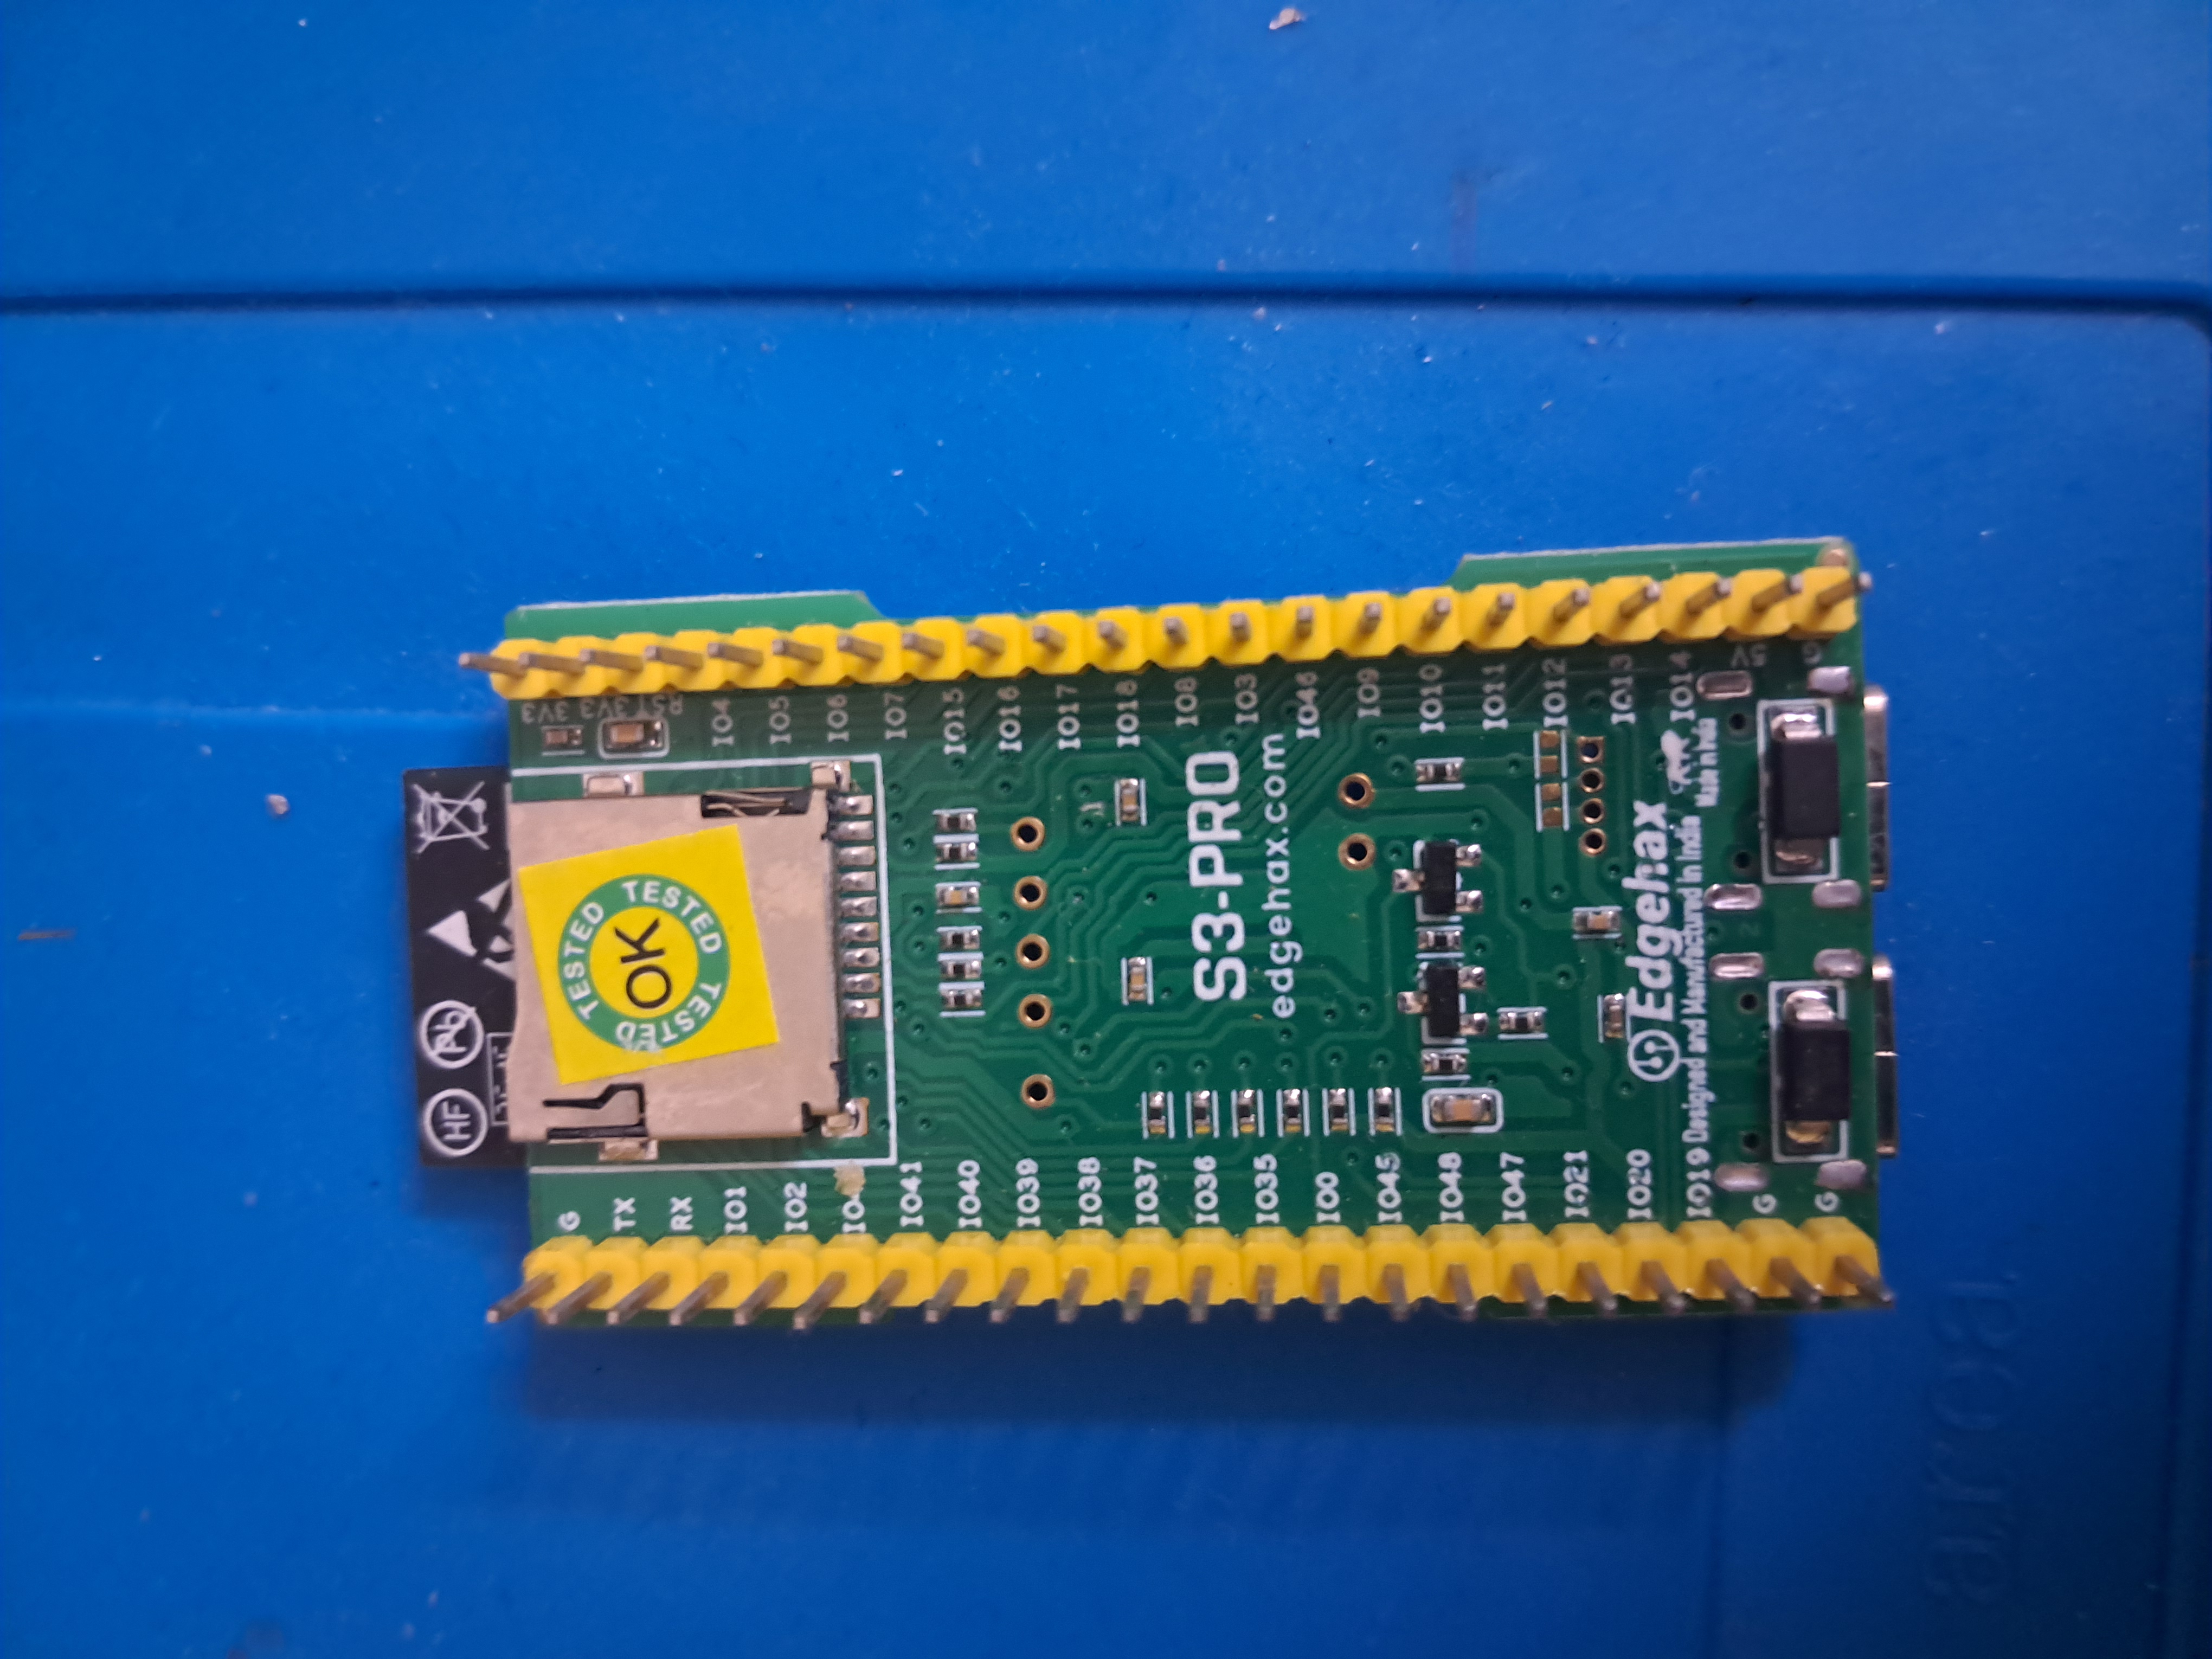 HF
Pb
TESTED TESTED TESTED TESTED
OK
G
TX
RX
IO1
IO2
IO41
IO40
IO39
IO38
IO37
IO36
IO35
IO0
IO45
IO48
IO47
IO21
IO20
IO19
G
G
3V3
3V3
RST
IO4
IO5
IO6
IO7
IO15
IO16
IO17
IO18
IO8
IO3
IO46
IO9
IO10
IO11
IO12
IO13
IO14
5V
G
S3-PRO
edgehax.com
Edgehax
Designed and Manufactured in India
Made in India
area